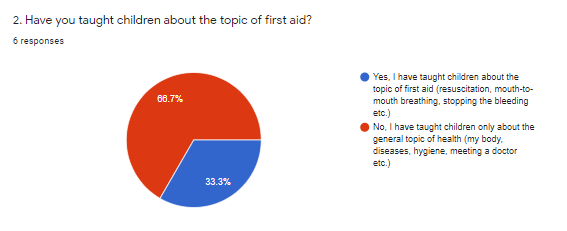 2. Have you taught children about the topic of first aid?
6 responses
66.7%
33.3%
Yes, I have taught children about the
topic of first aid (resuscitation, mouth-to-
mouth breathing, stopping the bleeding
etc.)
No, I have taught children only about the
general topic of health (my body,
diseases, hygiene, meeting a doctor
etc.)